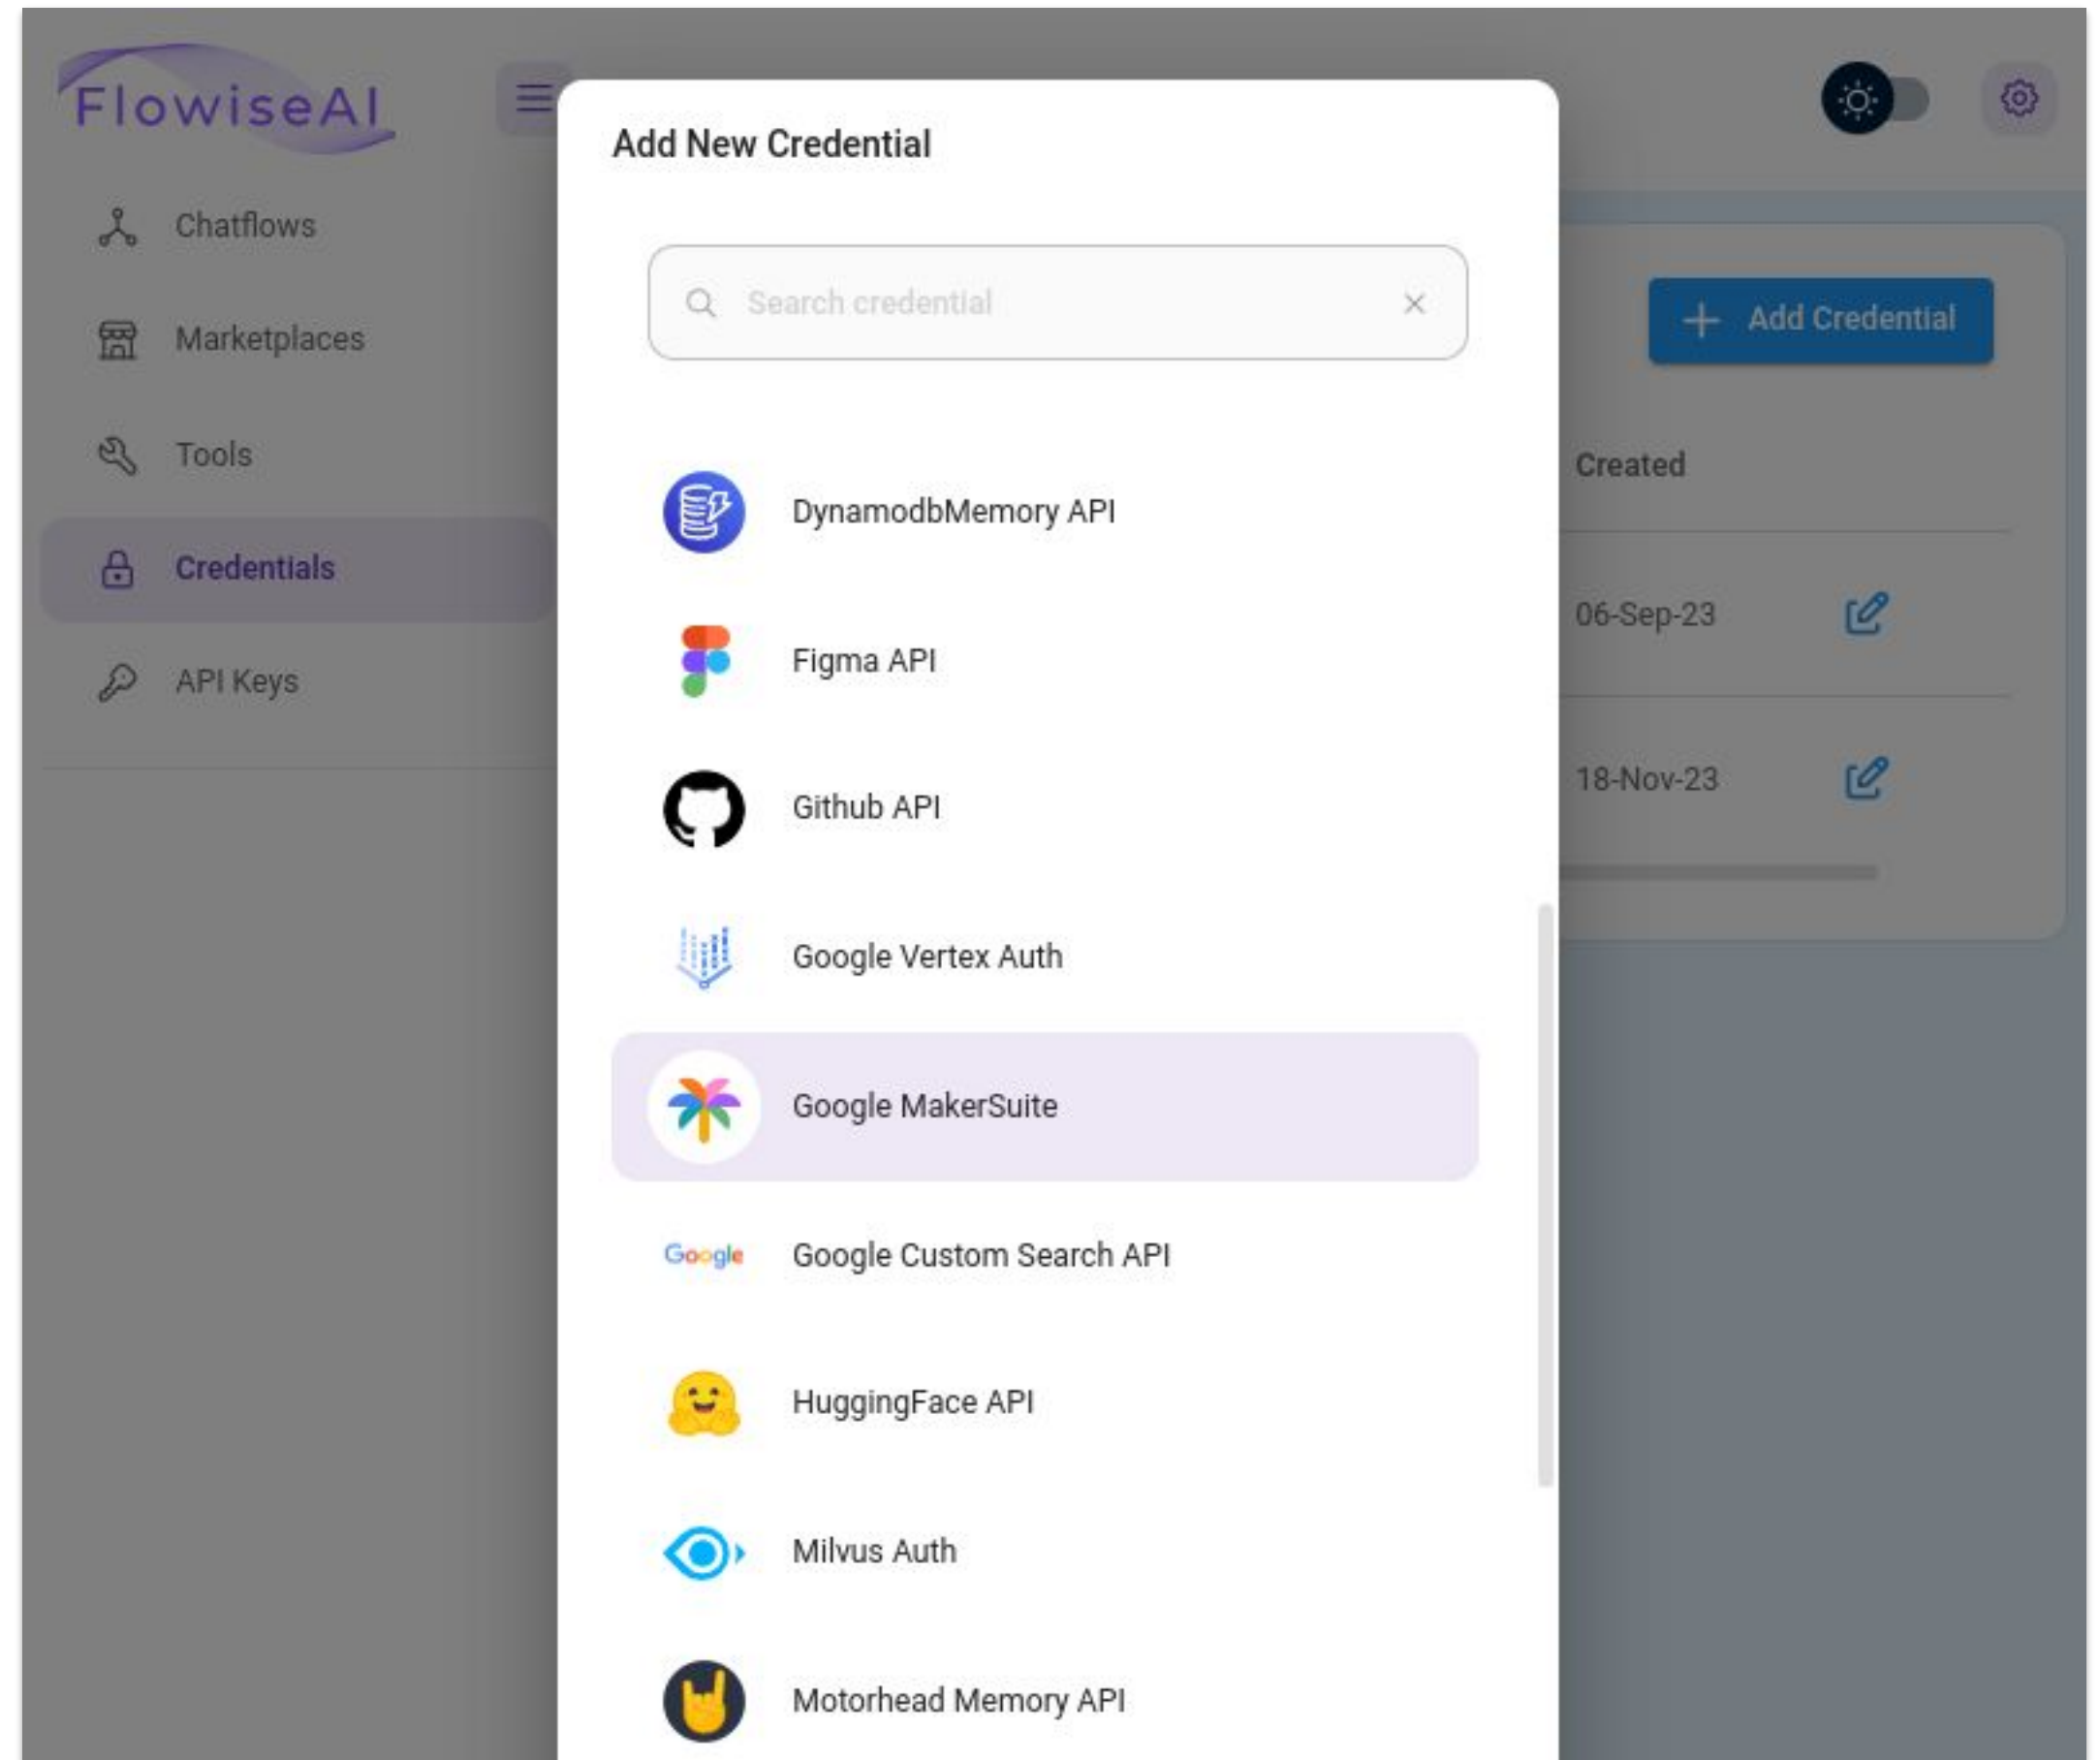 FlowiseAI
Chatflows
Marketplaces
Tools
Credentials
API Keys
Add New Credential
Search credential
DynamodbMemory API
Figma API
Github API
Google Vertex Auth
Google MakerSuite
Google
Google Custom Search API
HuggingFace API
Milvus Auth
Motorhead Memory API
Add Credential
Created
06-Sep-23
18-Nov-23